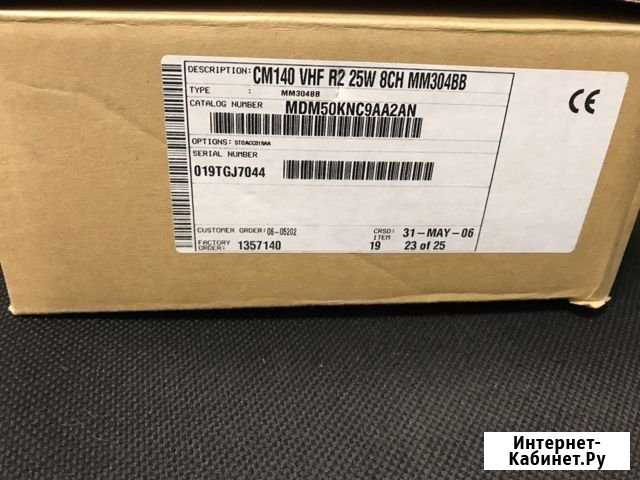 DESCRIPTION: CM140 VHF R2 25W 8CH MM304BB
TYPE : MM304BB
CATALOG NUMBER MDM50KNC9AA2AN
OPTIONS:
SERIAL NUMBER
019TGJ7044
CUSTOMER ORDER: 06-05202
CRSD: 31-MAY-06
FACTORY ORDER: 1357140
ITEM 19 23 of 25
CE
Интернет-
Кабинет.Ру